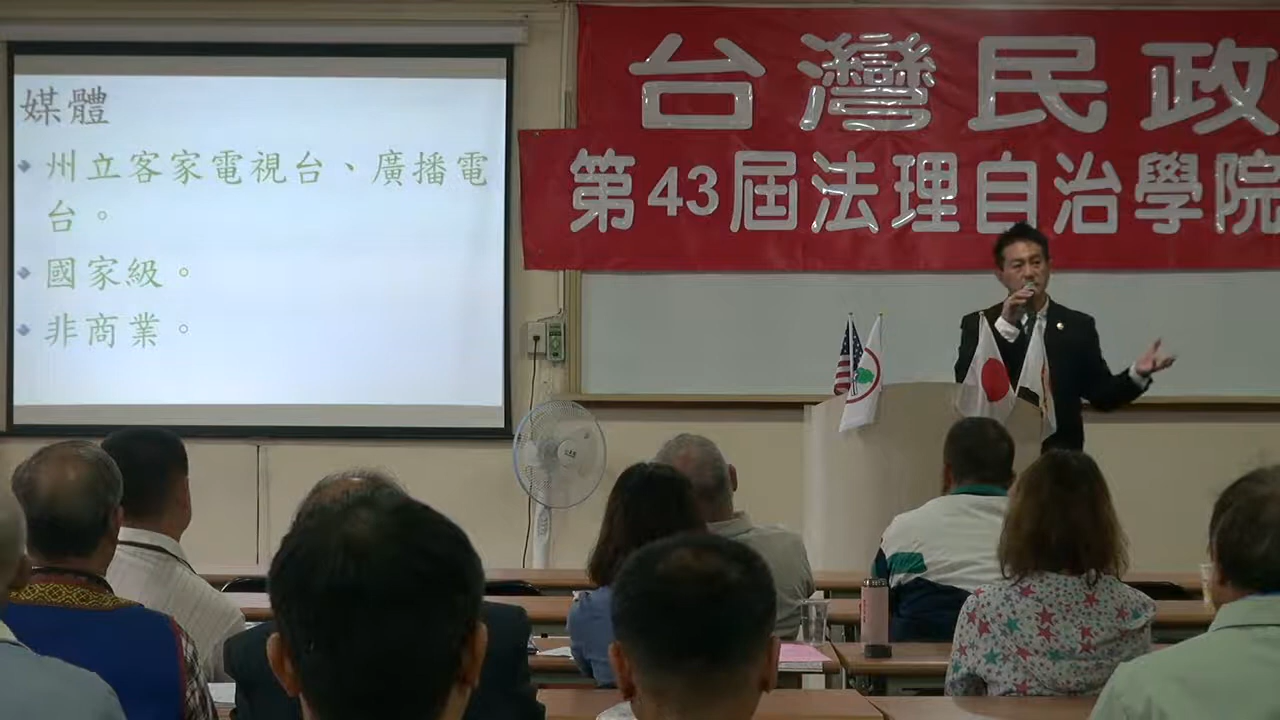 媒體
州立客家電視台、廣播電
台。
國家級。
非商業。
台灣民政
第43屆法理自治學院